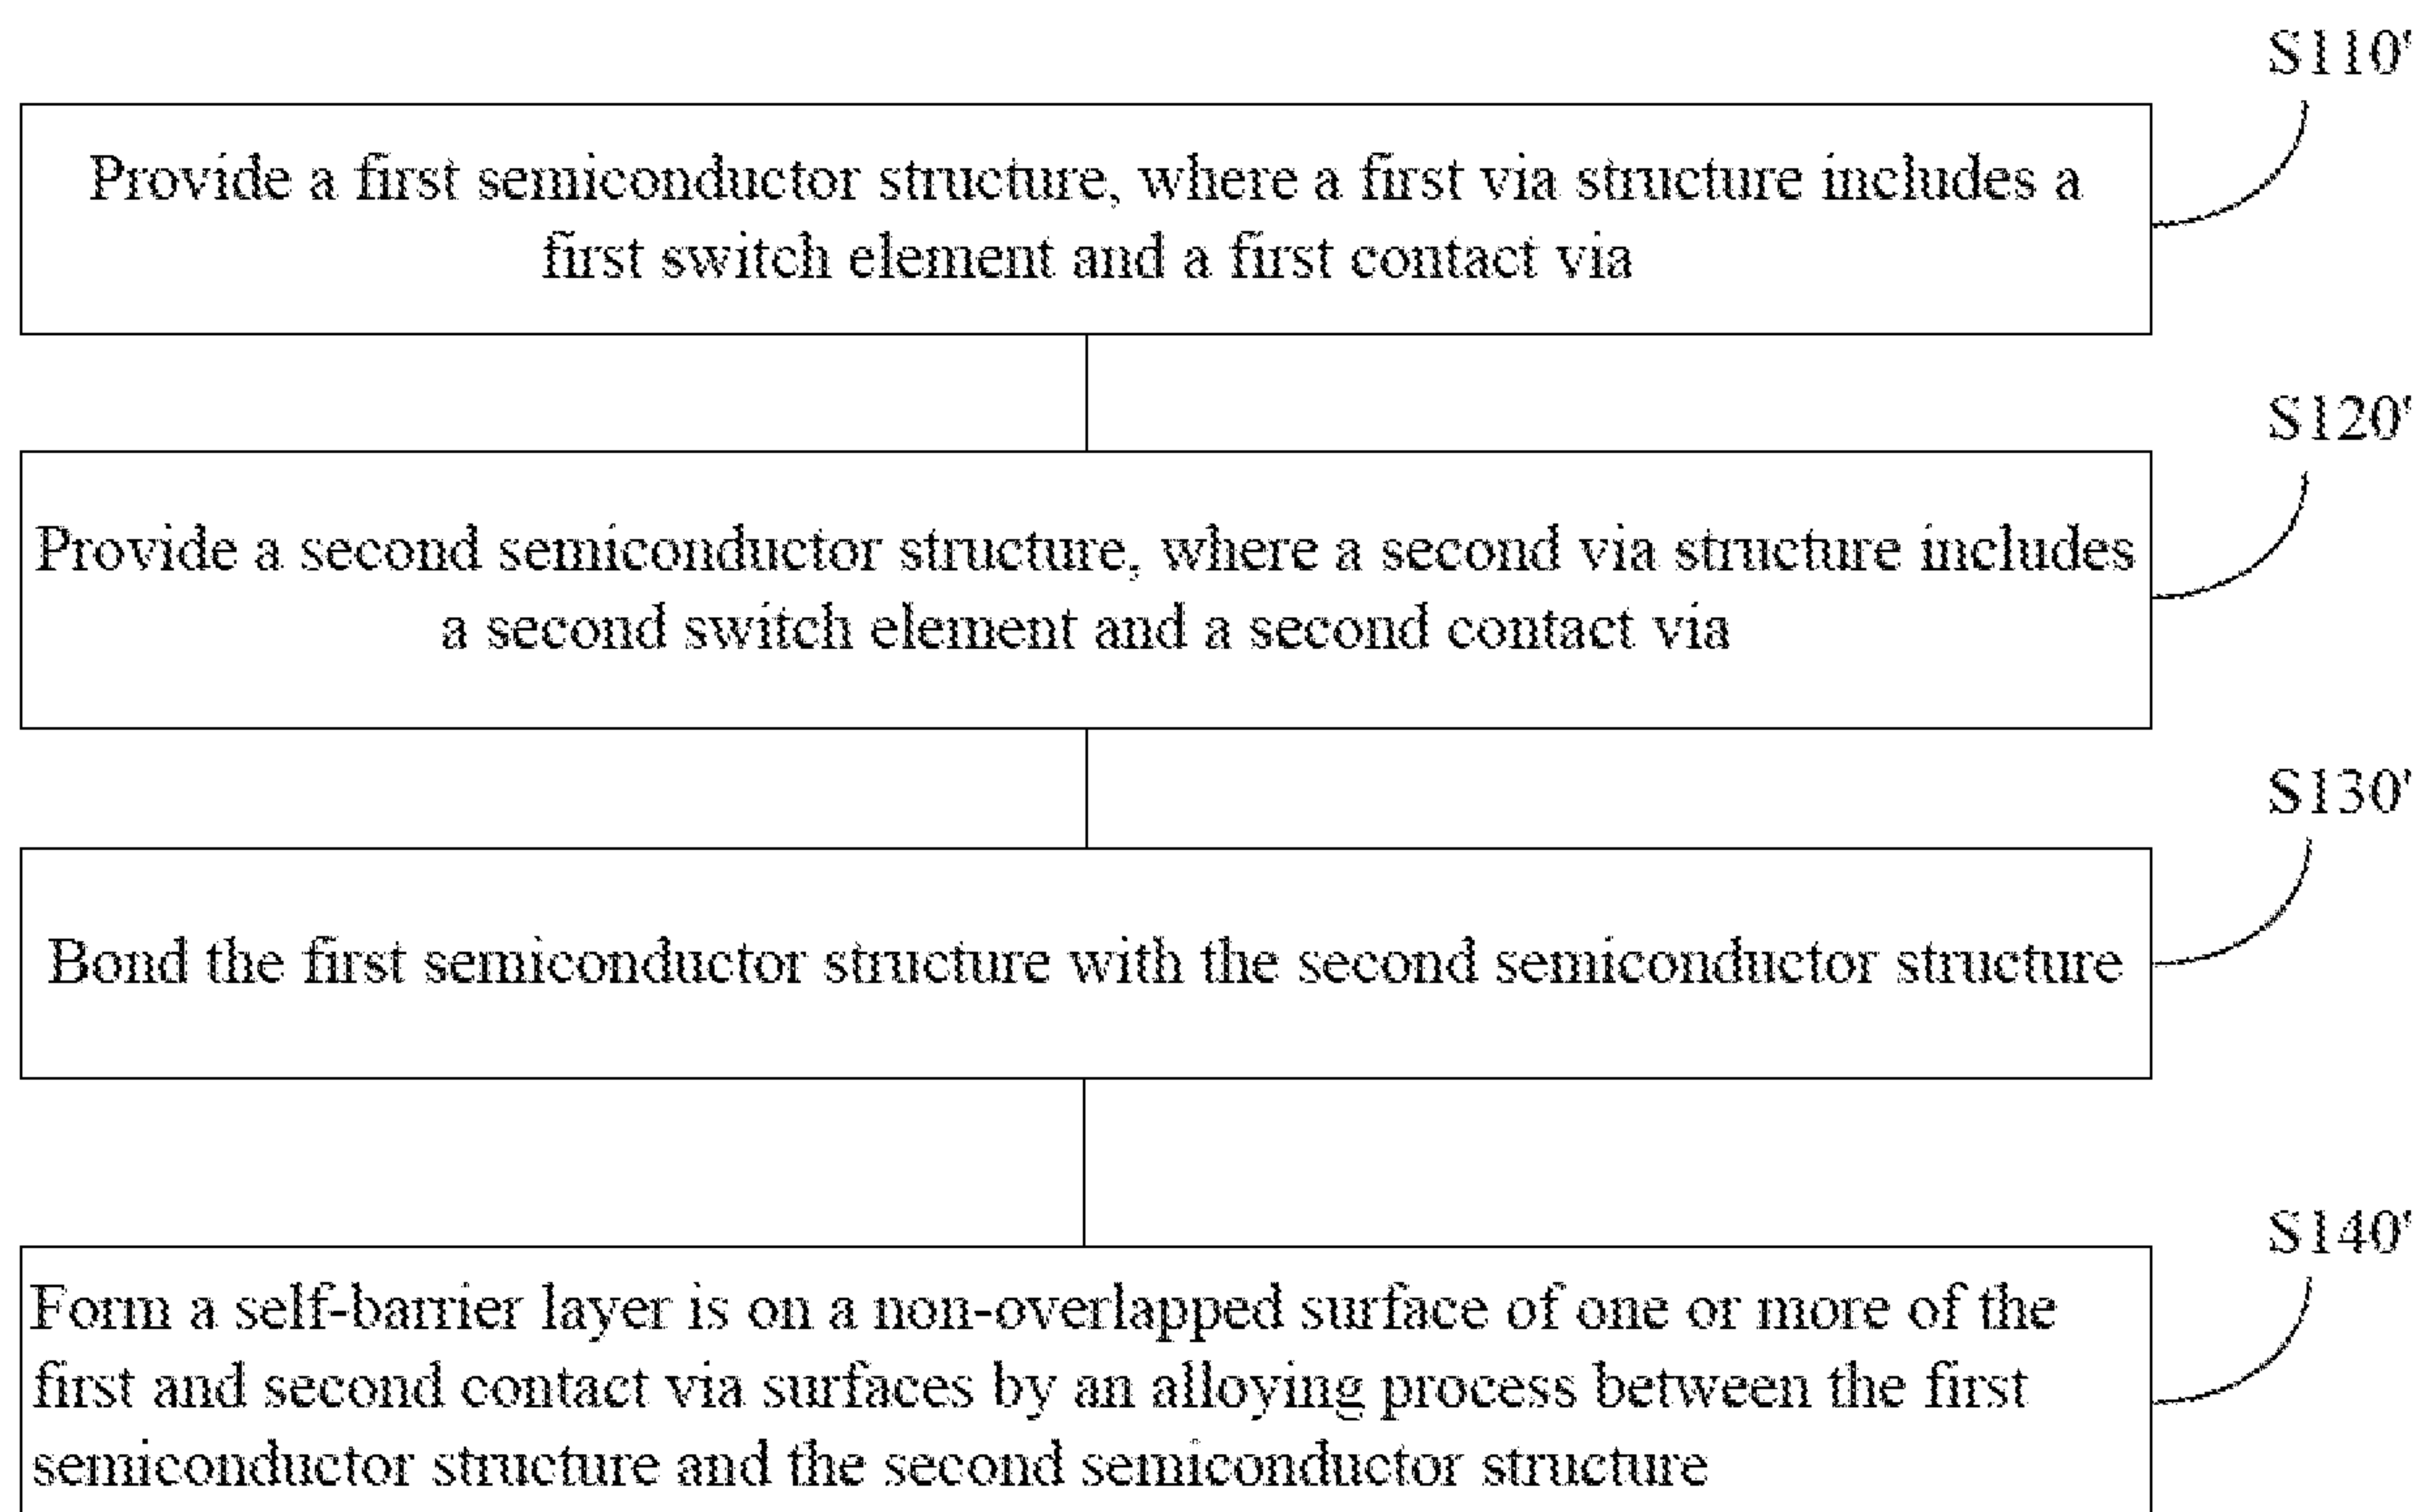 S110'
Provide a first semiconductor structure, where a first via structure includes a
first switch element and a first contact via
S120'
Provide a second semiconductor structure, where a second via structure includes
a second switch element and a second contact via
S130'
Bond the first semiconductor structure with the second semiconductor structure
S140'
Form a self-barrier layer is on a non-overlapped surface of one or more of the
first and second contact via surfaces by an alloying process between the first
semiconductor structure and the second semiconductor structure